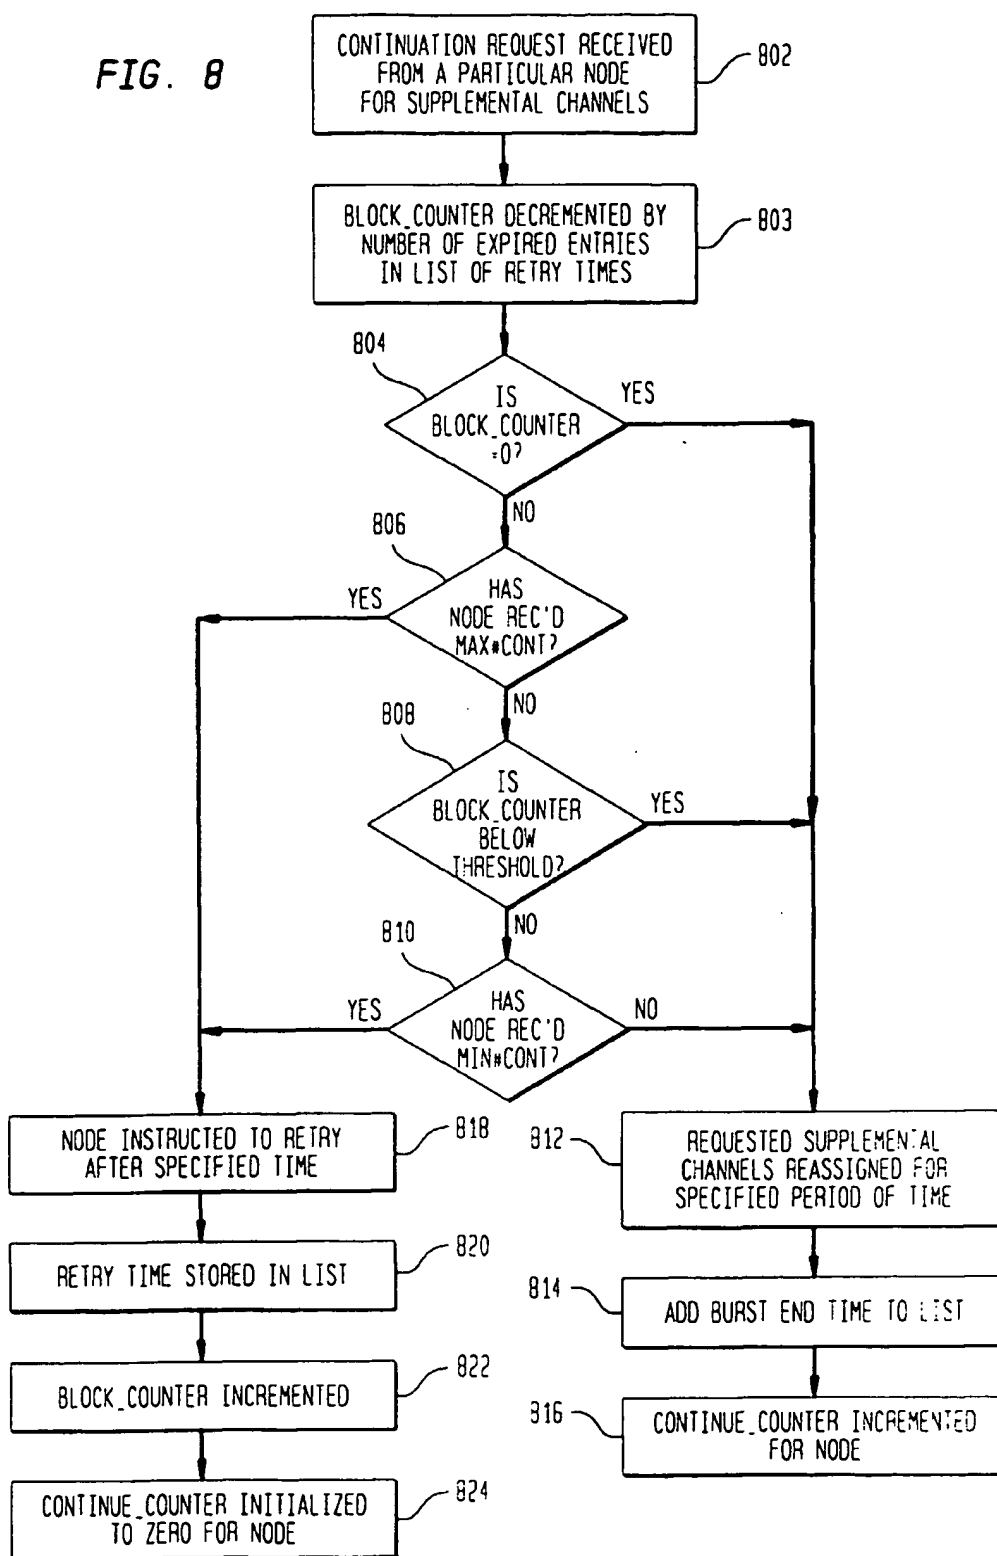 FIG. 8
CONTINUATION REQUEST RECEIVED
FROM A PARTICULAR NODE
FOR SUPPLEMENTAL CHANNELS
802
BLOCK_COUNTER DECREMENTED BY
NUMBER OF EXPIRED ENTRIES
IN LIST OF RETRY TIMES
803
804
IS
BLOCK_COUNTER
=0?
YES
NO
806
HAS
NODE REC'D
MAX#CONT?
YES
NO
808
IS
BLOCK_COUNTER
BELOW
THRESHOLD?
YES
NO
810
HAS
NODE REC'D
MIN#CONT?
YES
NO
NODE INSTRUCTED TO RETRY
AFTER SPECIFIED TIME
818
RETRY TIME STORED IN LIST
820
BLOCK_COUNTER INCREMENTED
822
CONTINUE_COUNTER INITIALIZED
TO ZERO FOR NODE
824
812
REQUESTED SUPPLEMENTAL
CHANNELS REASSIGNED FOR
SPECIFIED PERIOD OF TIME
814
ADD BURST END TIME TO LIST
816
CONTINUE_COUNTER INCREMENTED
FOR NODE